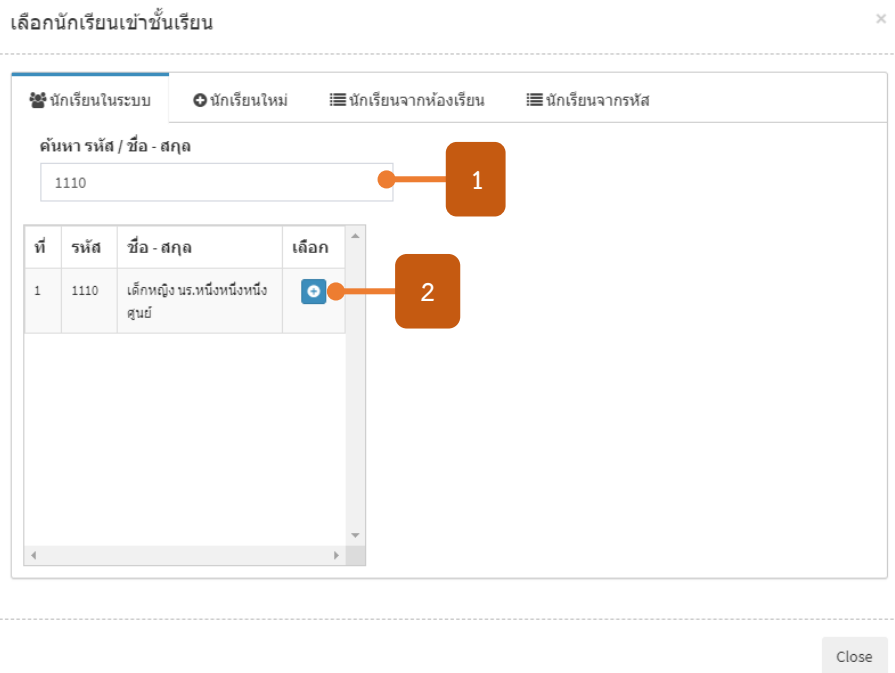 เลือกนักเรียนเข้าชั้นเรียน ×
นักเรียนในระบบ นักเรียนใหม่ นักเรียนจากห้องเรียน นักเรียนจากรหัส
ค้นหา รหัส / ชื่อ - สกุล
1110
1
ที่ รหัส ชื่อ - สกุล เลือก
1 1110 เด็กหญิง นร.หนึ่งหนึ่งหนึ่ง
ศูนย์
2
Close